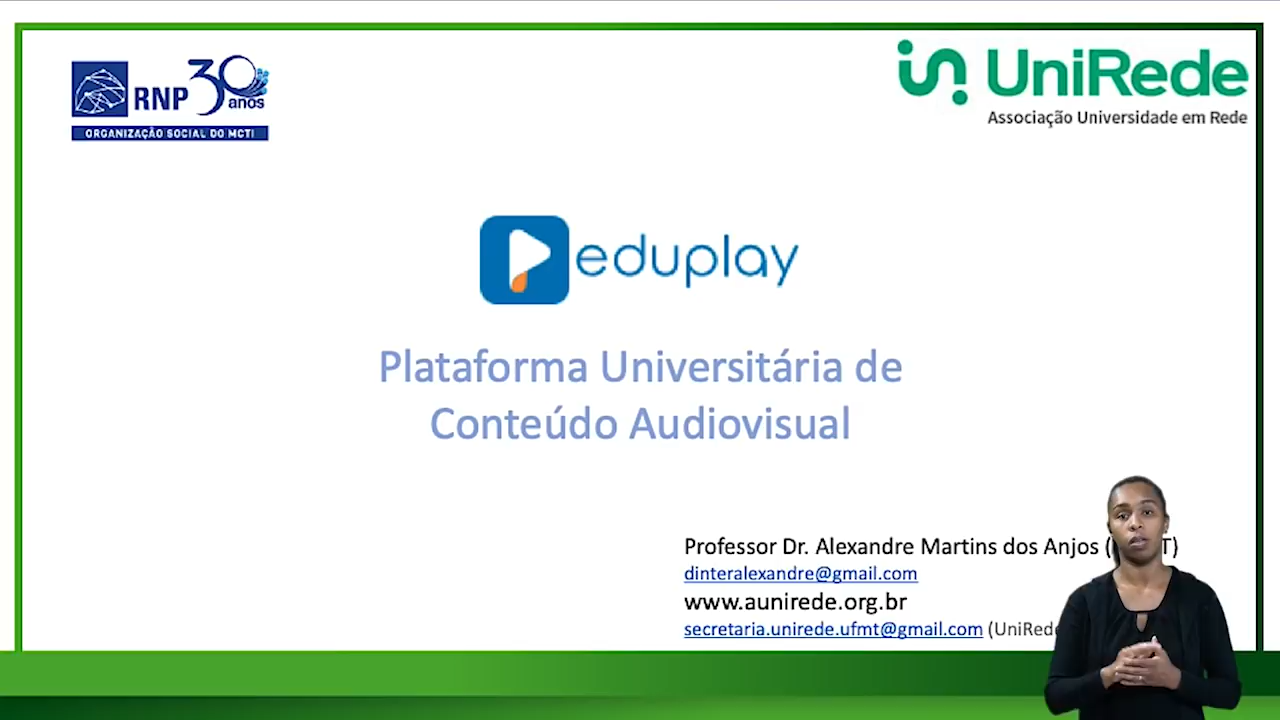 RNP 30 anos
ORGANIZAÇÃO SOCIAL DO MCTI
UniRede
Associação Universidade em Rede
eduplay
Plataforma Universitária de
Conteúdo Audiovisual
Professor Dr. Alexandre Martins dos Anjos
dinteralexandre@gmail.com
www.aunirede.org.br
secretaria.unirede.ufmt@gmail.com (UniRede